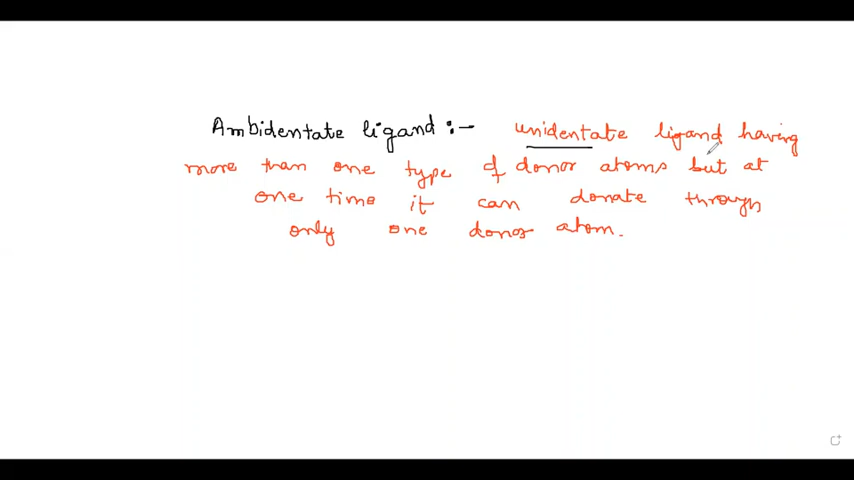 Ambidentate ligand :- unidentate ligand having
more than one type of donor atoms but at
one time it can donate through
only one donor atom.